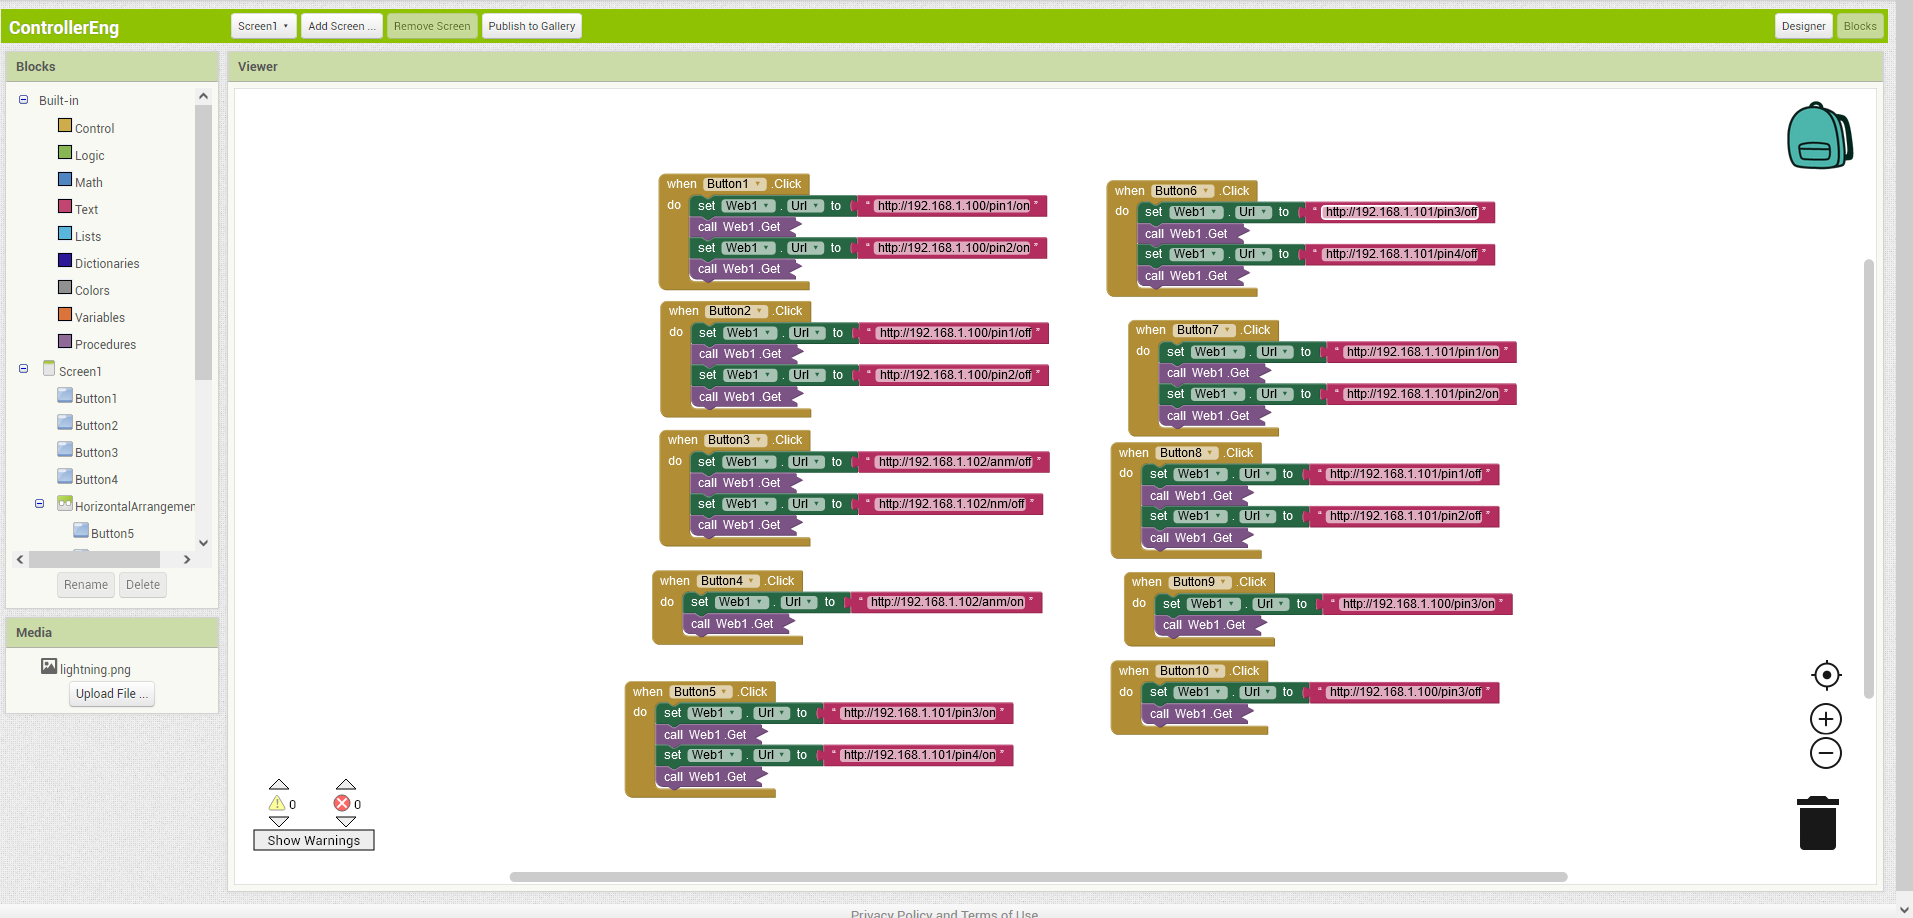 ControllerEng
Screen1
Add Screen ...
Remove Screen
Publish to Gallery
Designer
Blocks
Blocks
Built-in
Control
Logic
Math
Text
Lists
Dictionaries
Colors
Variables
Procedures
Screen1
Button1
Button2
Button3
Button4
HorizontalArrangemen
Button5
Rename
Delete
Media
lightning.png
Upload File ...
Viewer
when Button1 .Click
do set Web1 . Url to “ http://192.168.1.100/pin1/on ”
call Web1 .Get
set Web1 . Url to “ http://192.168.1.100/pin2/on ”
call Web1 .Get
when Button2 .Click
do set Web1 . Url to “ http://192.168.1.100/pin1/off ”
call Web1 .Get
set Web1 . Url to “ http://192.168.1.100/pin2/off ”
call Web1 .Get
when Button3 .Click
do set Web1 . Url to “ http://192.168.1.102/anm/off ”
call Web1 .Get
set Web1 . Url to “ http://192.168.1.102/nm/off ”
call Web1 .Get
when Button4 .Click
do set Web1 . Url to “ http://192.168.1.102/anm/on ”
call Web1 .Get
when Button5 .Click
do set Web1 . Url to “ http://192.168.1.101/pin3/on ”
call Web1 .Get
set Web1 . Url to “ http://192.168.1.101/pin4/on ”
call Web1 .Get
when Button6 .Click
do set Web1 . Url to “ http://192.168.1.101/pin3/off ”
call Web1 .Get
set Web1 . Url to “ http://192.168.1.101/pin4/off ”
call Web1 .Get
when Button7 .Click
do set Web1 . Url to “ http://192.168.1.101/pin1/on ”
call Web1 .Get
set Web1 . Url to “ http://192.168.1.101/pin2/on ”
call Web1 .Get
when Button8 .Click
do set Web1 . Url to “ http://192.168.1.101/pin1/off ”
call Web1 .Get
set Web1 . Url to “ http://192.168.1.101/pin2/off ”
call Web1 .Get
when Button9 .Click
do set Web1 . Url to “ http://192.168.1.100/pin3/on ”
call Web1 .Get
when Button10 .Click
do set Web1 . Url to “ http://192.168.1.100/pin3/off ”
call Web1 .Get
0 0
Show Warnings
Privacy Policy and Terms of Use